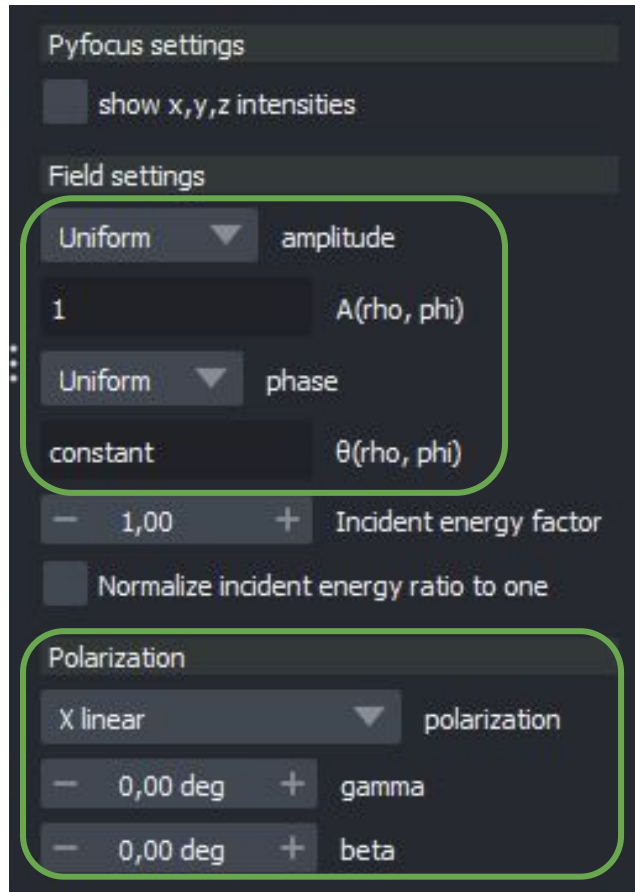 Pyfocus settings
show x,y,z intensities
Field settings
Uniform amplitude
1 A(rho, phi)
Uniform phase
constant θ(rho, phi)
− 1,00 + Incident energy factor
Normalize incident energy ratio to one
Polarization
X linear polarization
− 0,00 deg + gamma
− 0,00 deg + beta